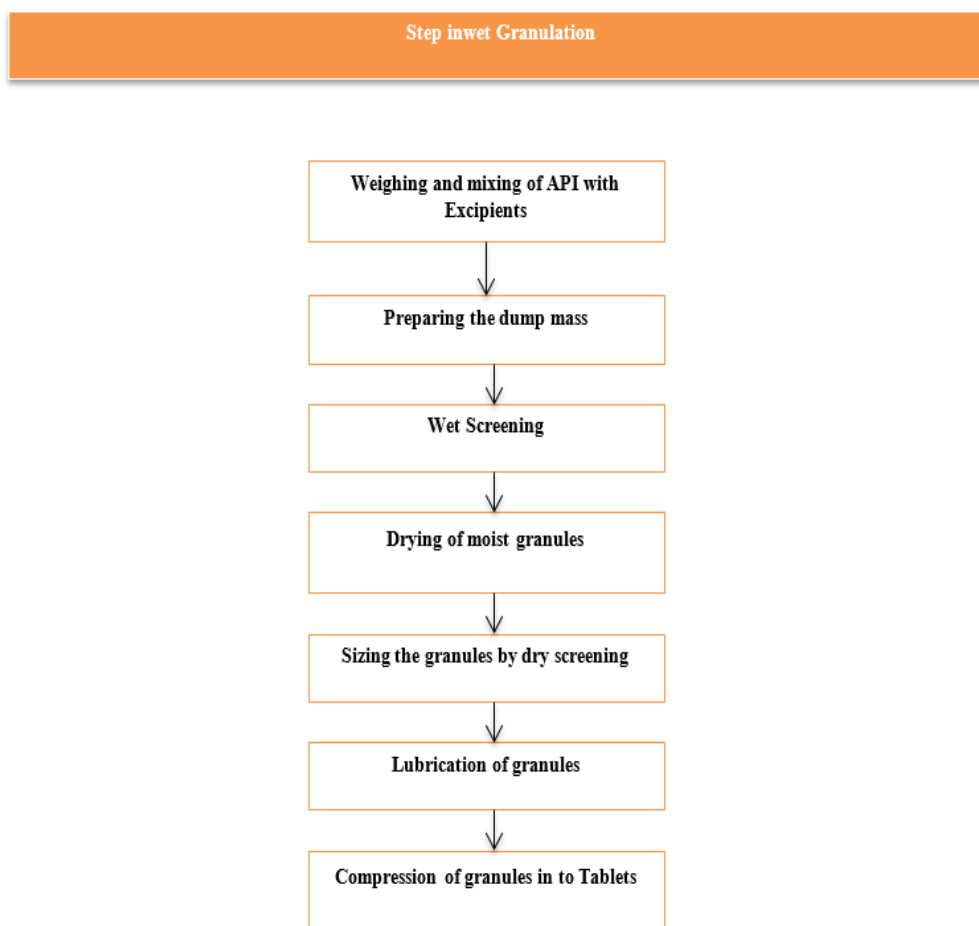 Step inwet Granulation
Weighing and mixing of API with
Excipients
Preparing the dump mass
Wet Screening
Drying of moist granules
Sizing the granules by dry screening
Lubrication of granules
Compression of granules in to Tablets